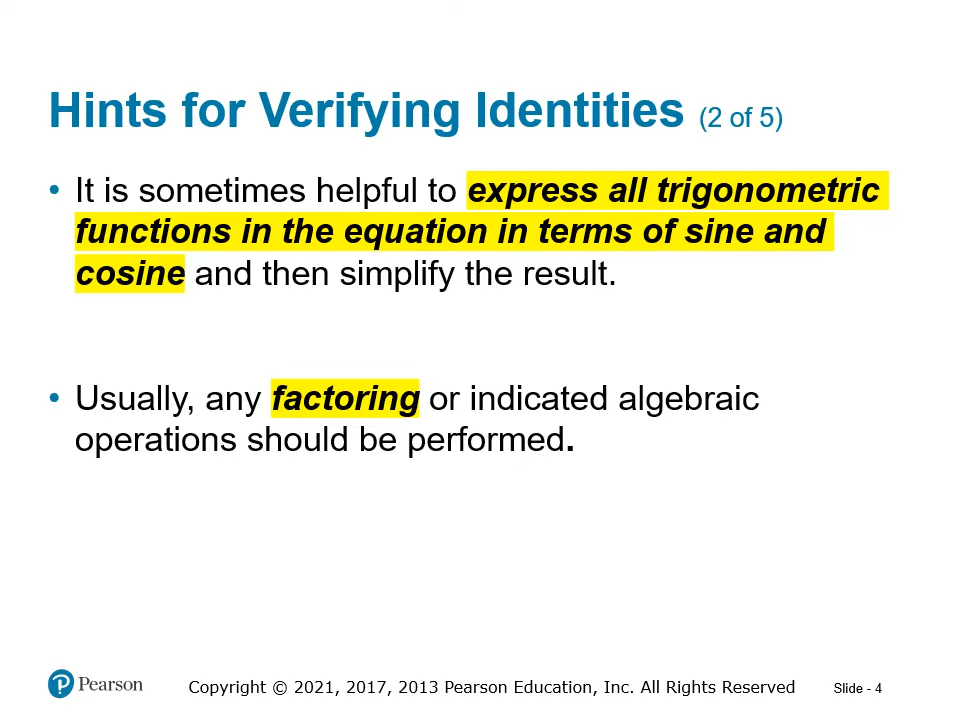 Hints for Verifying Identities (2 of 5)
• It is sometimes helpful to express all trigonometric
functions in the equation in terms of sine and
cosine and then simplify the result.
• Usually, any factoring or indicated algebraic
operations should be performed.
Pearson
Copyright © 2021, 2017, 2013 Pearson Education, Inc. All Rights Reserved
Slide - 4